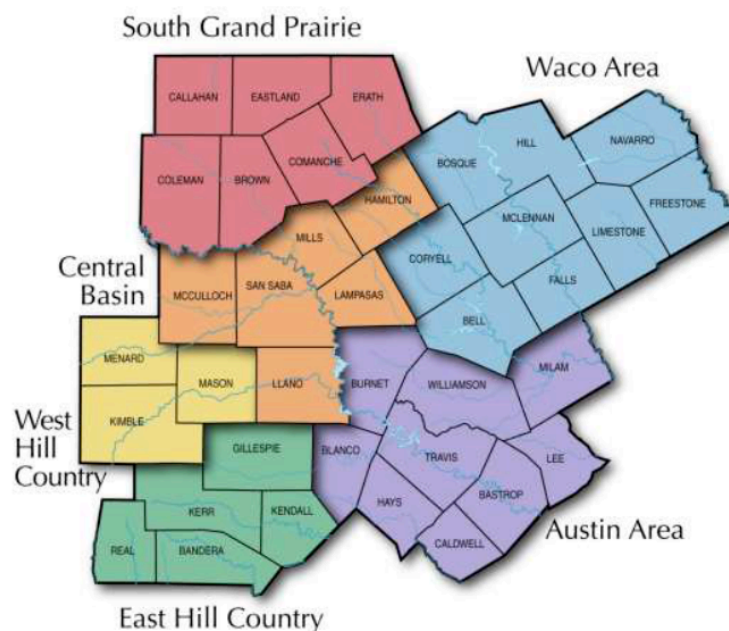 South Grand Prairie
Waco Area
CALLAHAN
EASTLAND
ERATH
COLEMAN
BROWN
COMANCHE
BOSQUE
HILL
NAVARRO
HAMILTON
MCLENNAN
LIMESTONE
FREESTONE
MILLS
CORYELL
FALLS
Central
Basin
MCCULLOCH
SAN SABA
LAMPASAS
BELL
MENARD
MASON
LLANO
BURNET
WILLIAMSON
MILAM
West
Hill
Country
KIMBLE
GILLESPIE
BLANCO
TRAVIS
LEE
KERR
KENDALL
HAYS
BASTROP
REAL
BANDERA
CALDWELL
Austin Area
East Hill Country